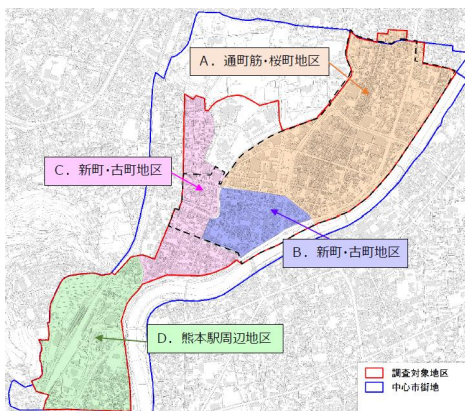 A．通町筋・桜町地区
C．新町・古町地区
B．新町・古町地区
D．熊本駅周辺地区
調査対象地区
中心市街地